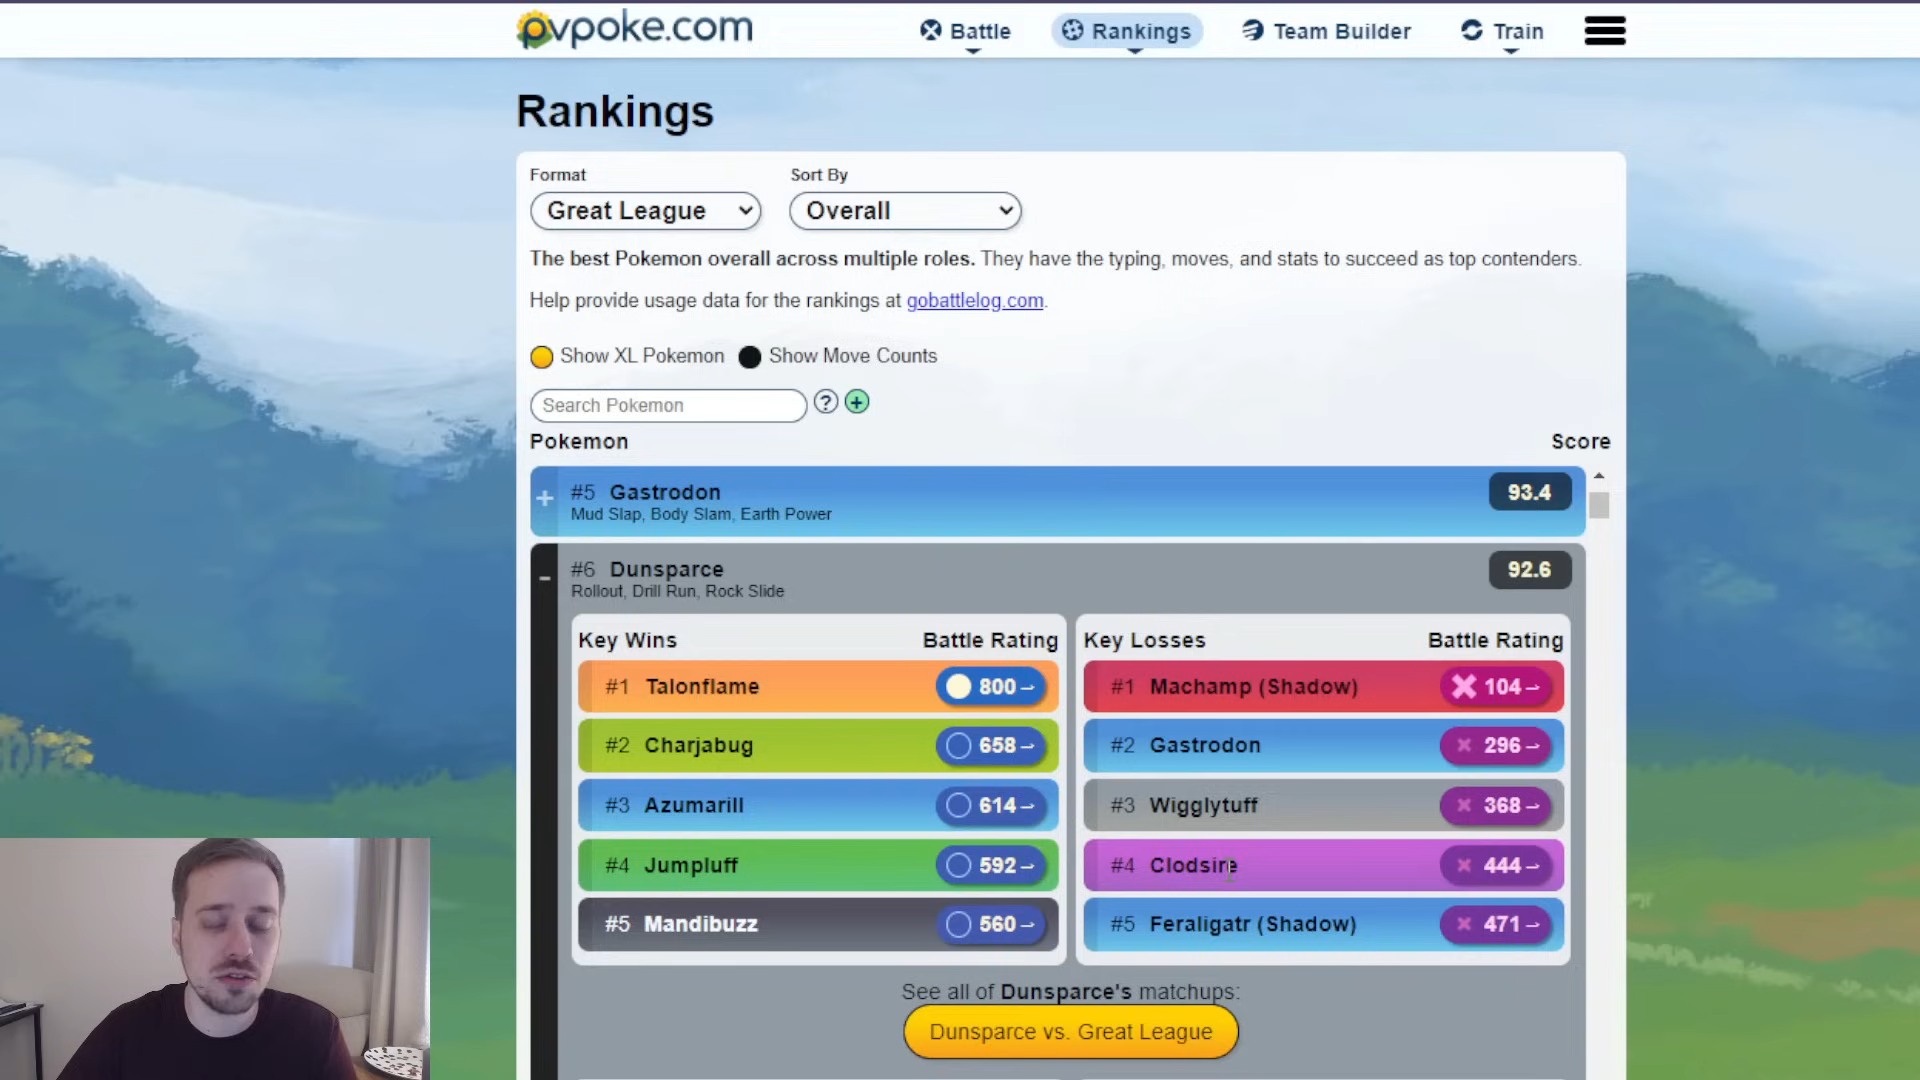 pvpoke.com
Battle
Rankings
Team Builder
Train
Rankings
Format
Sort By
Great League
Overall
The best Pokemon overall across multiple roles. They have the typing, moves, and stats to succeed as top contenders.
Help provide usage data for the rankings at gobattlelog.com.
Show XL Pokemon
Show Move Counts
Search Pokemon
? +
Pokemon
Score
+ #5 Gastrodon 93.4
Mud Slap, Body Slam, Earth Power
- #6 Dunsparce 92.6
Rollout, Drill Run, Rock Slide
Key Wins Battle Rating
#1 Talonflame 800
#2 Charjabug 658
#3 Azumarill 614
#4 Jumpluff 592
#5 Mandibuzz 560
Key Losses Battle Rating
#1 Machamp (Shadow) 104
#2 Gastrodon 296
#3 Wigglytuff 368
#4 Clodsire 444
#5 Feraligatr (Shadow) 471
See all of Dunsparce's matchups:
Dunsparce vs. Great League